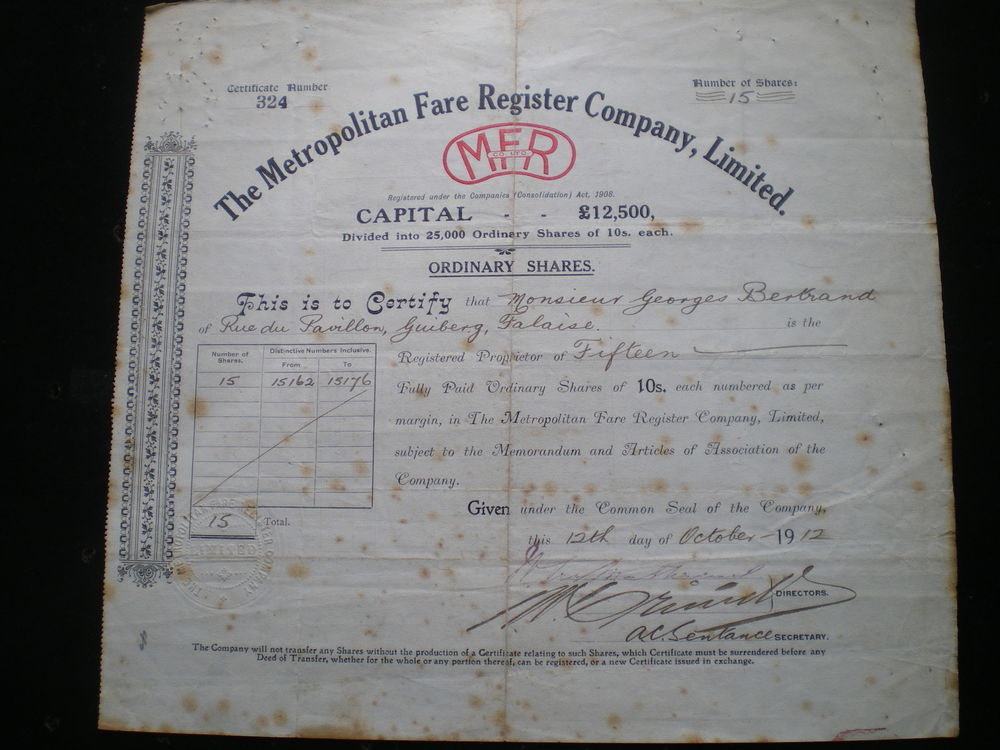 Certificate Number
324
Number of Shares:
15
The Metropolitan Fare Register Company, Limited.
MFR
CO. LTD.
Registered under the Companies (Consolidation) Act, 1908.
CAPITAL - - £12,500,
Divided into 25,000 Ordinary Shares of 10s. each.
ORDINARY SHARES.
This is to Certify that Monsieur Georges Bertrand
of Rue du Pavillon, Guiberg, Falaise. is the
Registered Proprietor of Fifteen
Number of Shares. Distinctive Numbers Inclusive.
From To
15 15162 15176
Fully Paid Ordinary Shares of 10s. each numbered as per
margin, in The Metropolitan Fare Register Company, Limited,
subject to the Memorandum and Articles of Association of the
Company.
Given under the Common Seal of the Company,
15 Total.
this 12th day of October 1912
DIRECTORS.
A.C. Sentance SECRETARY.
The Company will not transfer any Shares without the production of a Certificate relating to such Shares, which Certificate must be surrendered before any
Deed of Transfer, whether for the whole or any portion thereof, can be registered, or a new Certificate issued in exchange.